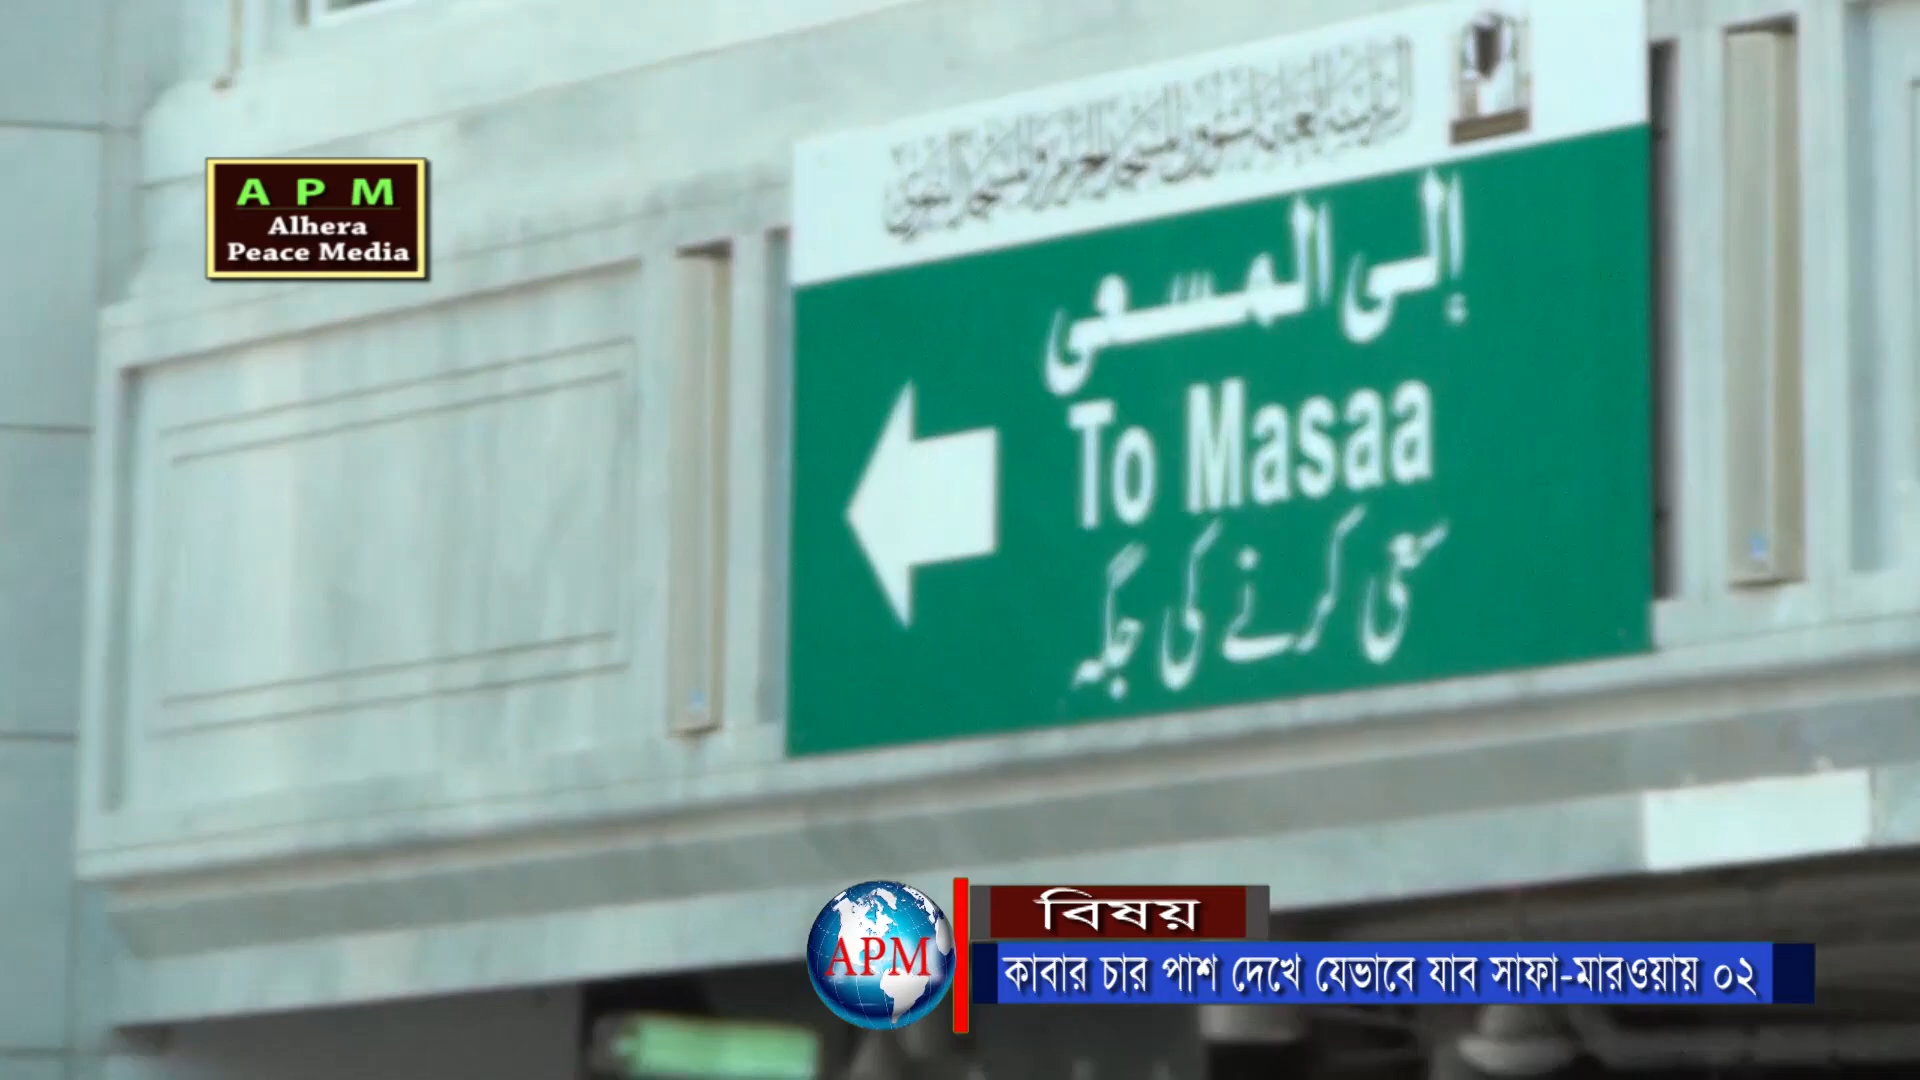 A P M
Alhera
Peace Media
إلى المسعى
To Masaa
سعی کرنے کی جگہ
APM
বিষয়
কাবার চার পাশ দেখে যেভাবে যাব সাফা-মারওয়ায় ০২